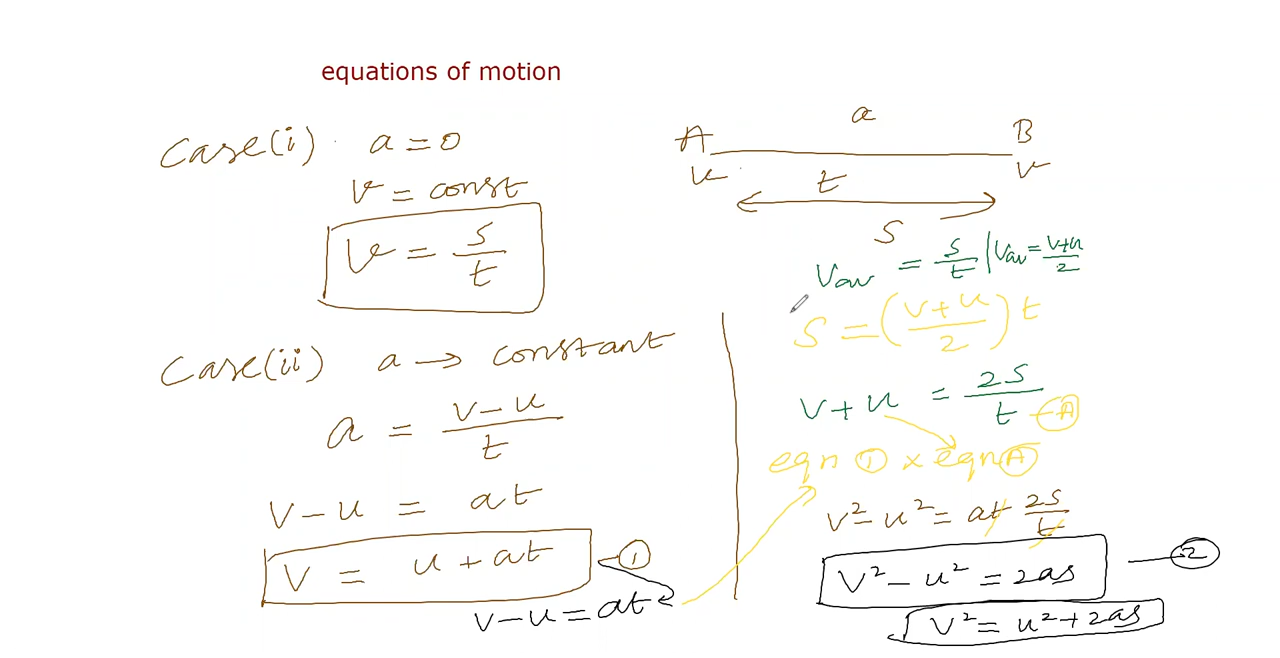 equations of motion
Case(i) a = 0
v = const
v = s/t
Case(ii) a → constant
a = v-u/t
v-u = at
v = u+at —①
v-u = at
a
A B
u t v
S
Vav = s/t | Vav = v+u/2
S = (v+u/2) t
v+u = 2S/t —Ⓐ
eqn ① × eqn Ⓐ
v²-u² = at 2S/t
v²-u² = 2as —②
v² = u²+2as